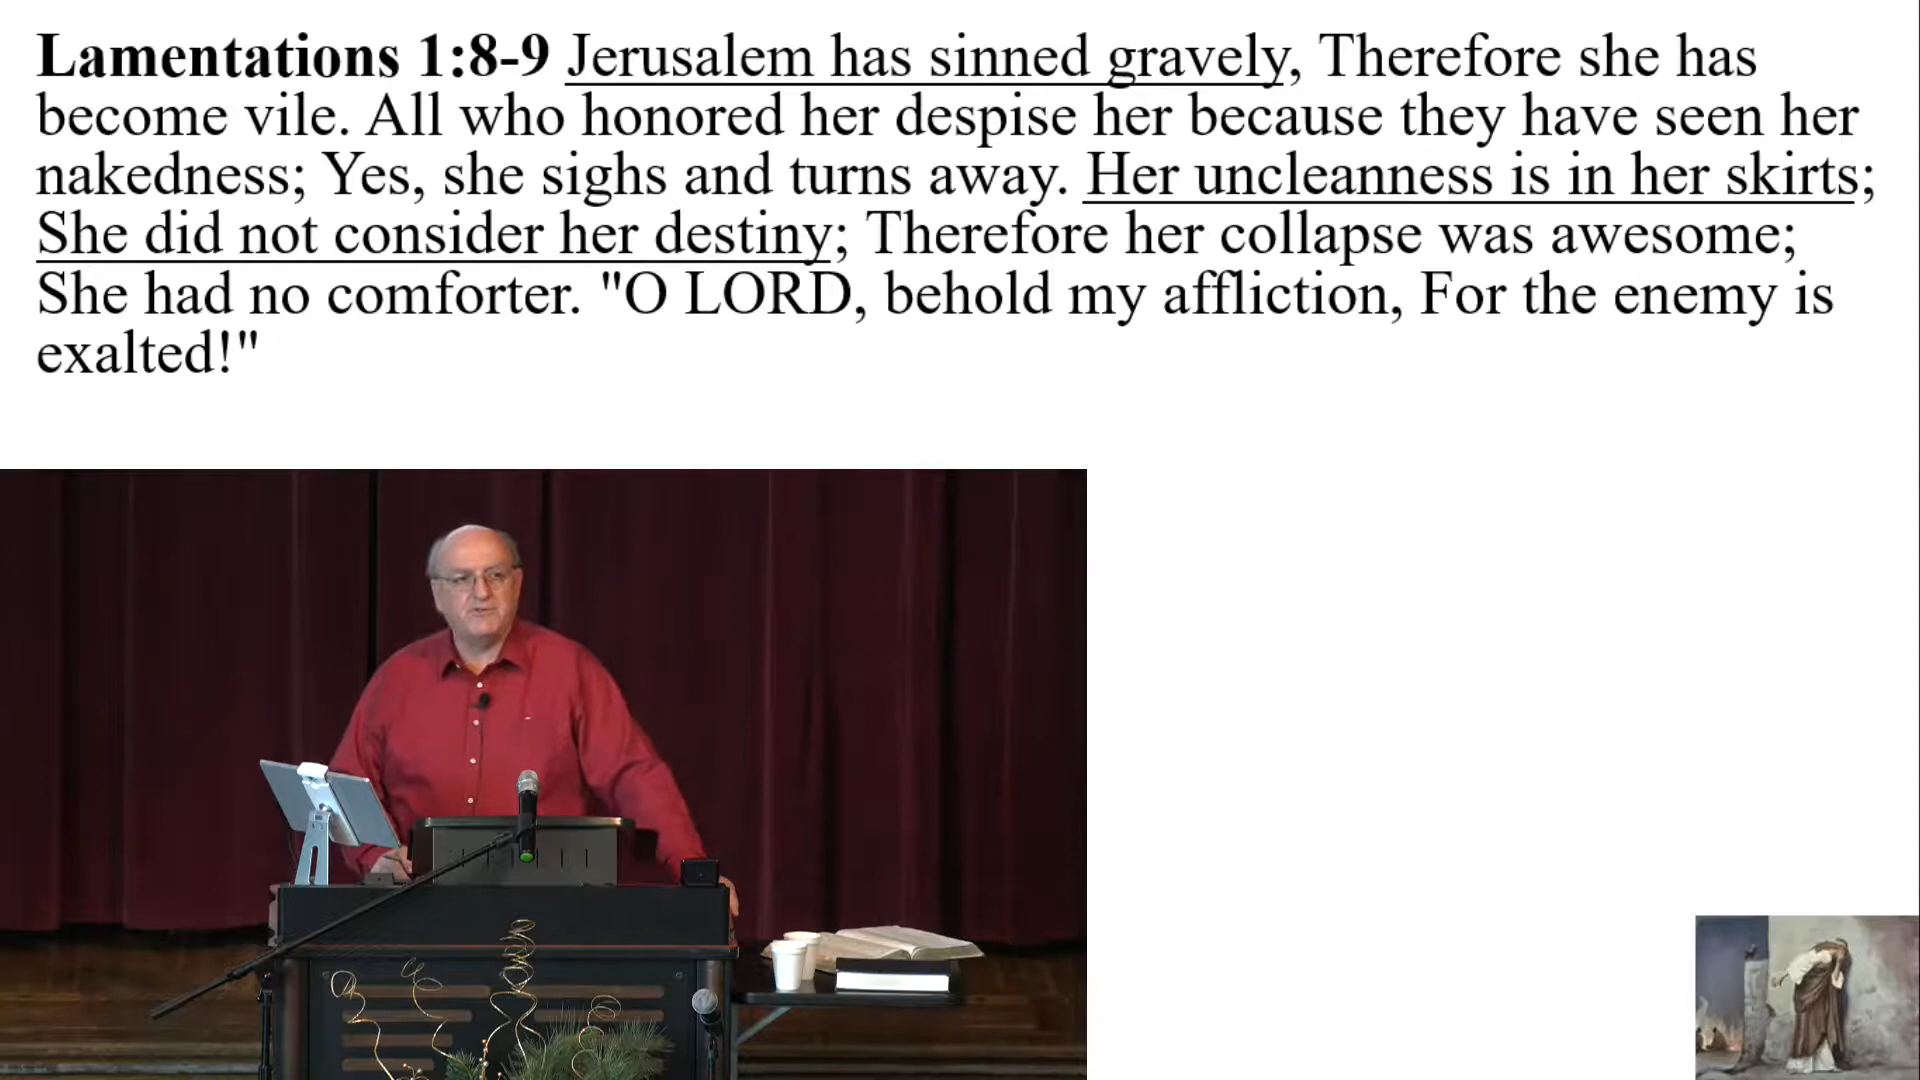 Lamentations 1:8-9 Jerusalem has sinned gravely, Therefore she has
become vile. All who honored her despise her because they have seen her
nakedness; Yes, she sighs and turns away. Her uncleanness is in her skirts;
She did not consider her destiny; Therefore her collapse was awesome;
She had no comforter. "O LORD, behold my affliction, For the enemy is
exalted!"